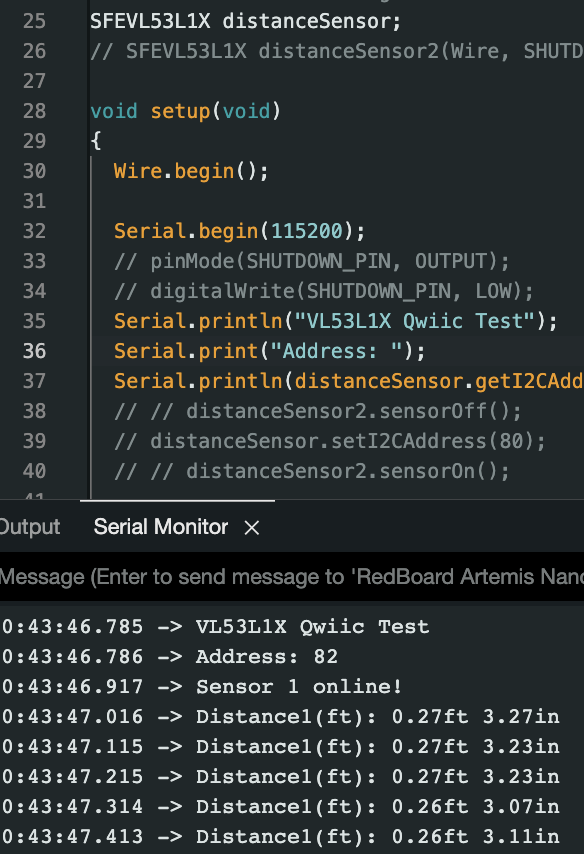 25 SFEVL53L1X distanceSensor;
26 // SFEVL53L1X distanceSensor2(Wire, SHUTD
27
28 void setup(void)
29 {
30 Wire.begin();
31
32 Serial.begin(115200);
33 // pinMode(SHUTDOWN_PIN, OUTPUT);
34 // digitalWrite(SHUTDOWN_PIN, LOW);
35 Serial.println("VL53L1X Qwiic Test");
36 Serial.print("Address: ");
37 Serial.println(distanceSensor.getI2CAdd
38 // // distanceSensor2.sensorOff();
39 // distanceSensor.setI2CAddress(80);
40 // // distanceSensor2.sensorOn();
41
Output Serial Monitor ×
Message (Enter to send message to 'RedBoard Artemis Nano
0:43:46.785 -> VL53L1X Qwiic Test
0:43:46.786 -> Address: 82
0:43:46.917 -> Sensor 1 online!
0:43:47.016 -> Distance1(ft): 0.27ft 3.27in
0:43:47.115 -> Distance1(ft): 0.27ft 3.23in
0:43:47.215 -> Distance1(ft): 0.27ft 3.23in
0:43:47.314 -> Distance1(ft): 0.26ft 3.07in
0:43:47.413 -> Distance1(ft): 0.26ft 3.11in